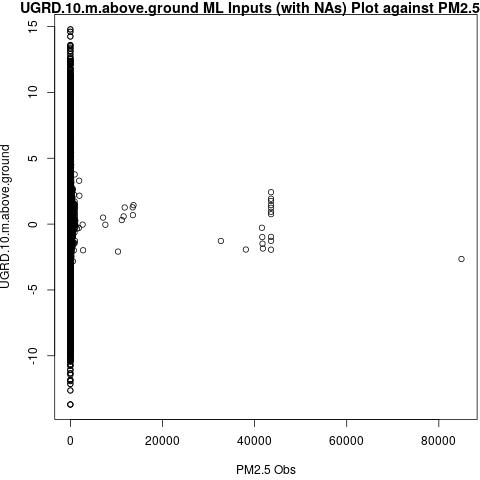 UGRD.10.m.above.ground ML Inputs (with NAs) Plot against PM2.5
15
10
5
0
-5
-10
UGRD.10.m.above.ground
0 20000 40000 60000 80000
PM2.5 Obs